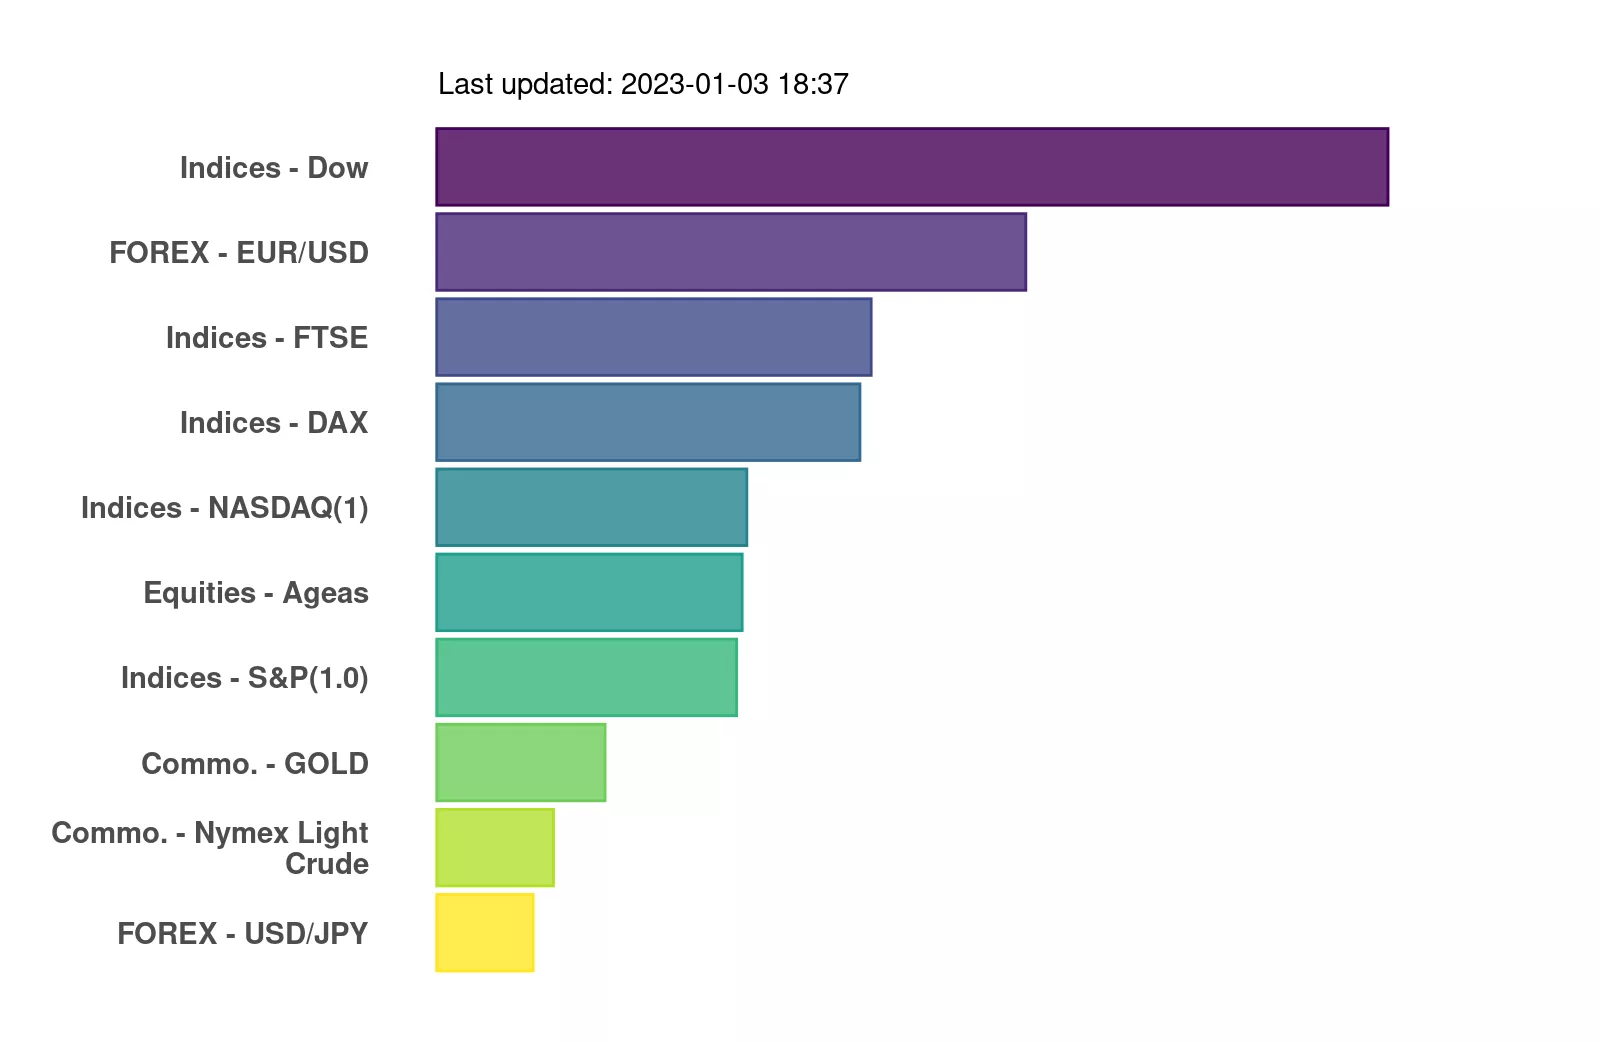 Last updated: 2023-01-03 18:37
Indices - Dow
FOREX - EUR/USD
Indices - FTSE
Indices - DAX
Indices - NASDAQ(1)
Equities - Ageas
Indices - S&P(1.0)
Commo. - GOLD
Commo. - Nymex Light
Crude
FOREX - USD/JPY